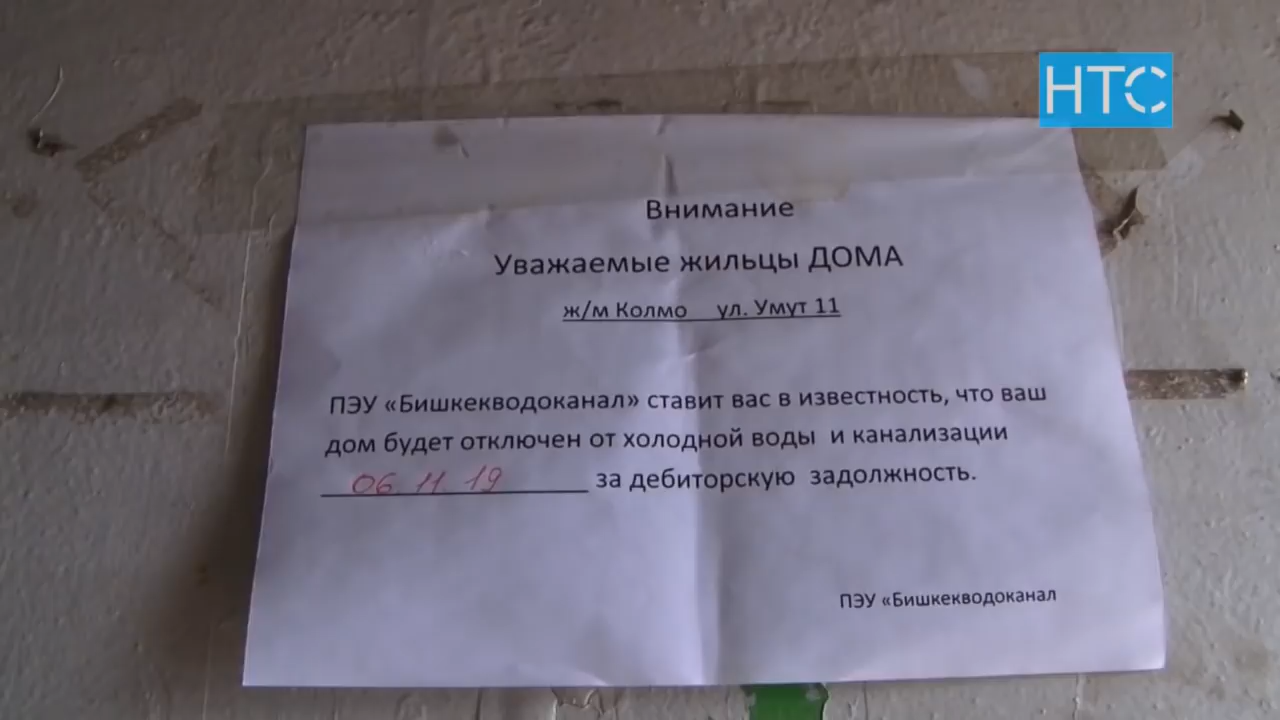 НТС
Внимание
Уважаемые жильцы ДОМА
ж/м Колмо ул. Умут 11
ПЭУ «Бишкекводоканал» ставит вас в известность, что ваш
дом будет отключен от холодной воды и канализации
06.11.19 за дебиторскую задолжность.
ПЭУ «Бишкекводоканал